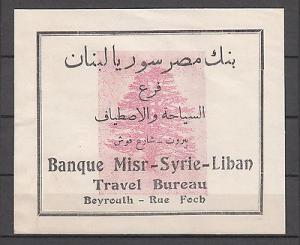 بنك مصر سوريا لبنان
فرع
السياحة والاصطياف
بيروت - شارع فوش
Banque Misr-Syrie-Liban
Travel Bureau
Beyrouth - Rue Foch